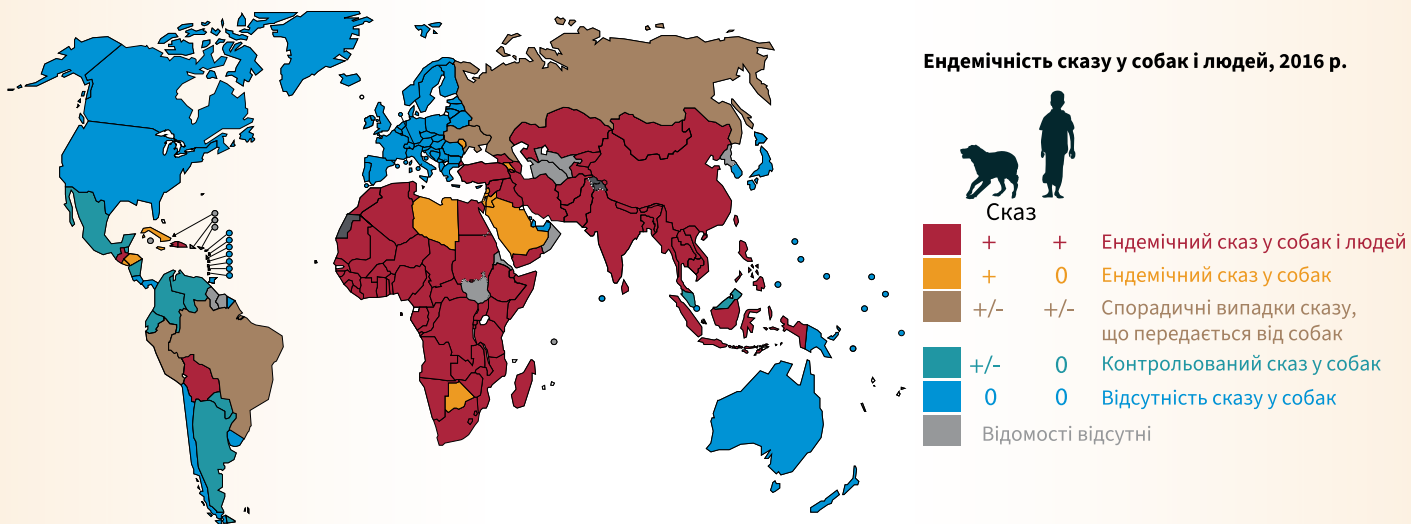 Ендемічність сказу у собак і людей, 2016 р.
Сказ
+ + Ендемічний сказ у собак і людей
+ 0 Ендемічний сказ у собак
+/- +/- Спорадичні випадки сказу,
що передається від собак
+/- 0 Контрольований сказ у собак
0 0 Відсутність сказу у собак
Відомості відсутні